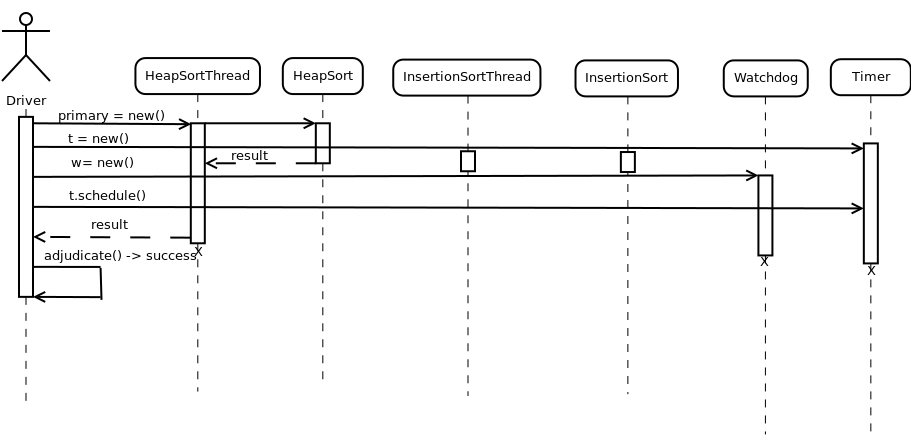 HeapSortThread
HeapSort
InsertionSortThread
InsertionSort
Watchdog
Timer
Driver
primary = new()
t = new()
result
w= new()
t.schedule()
result
adjudicate() -> success
X
X
X